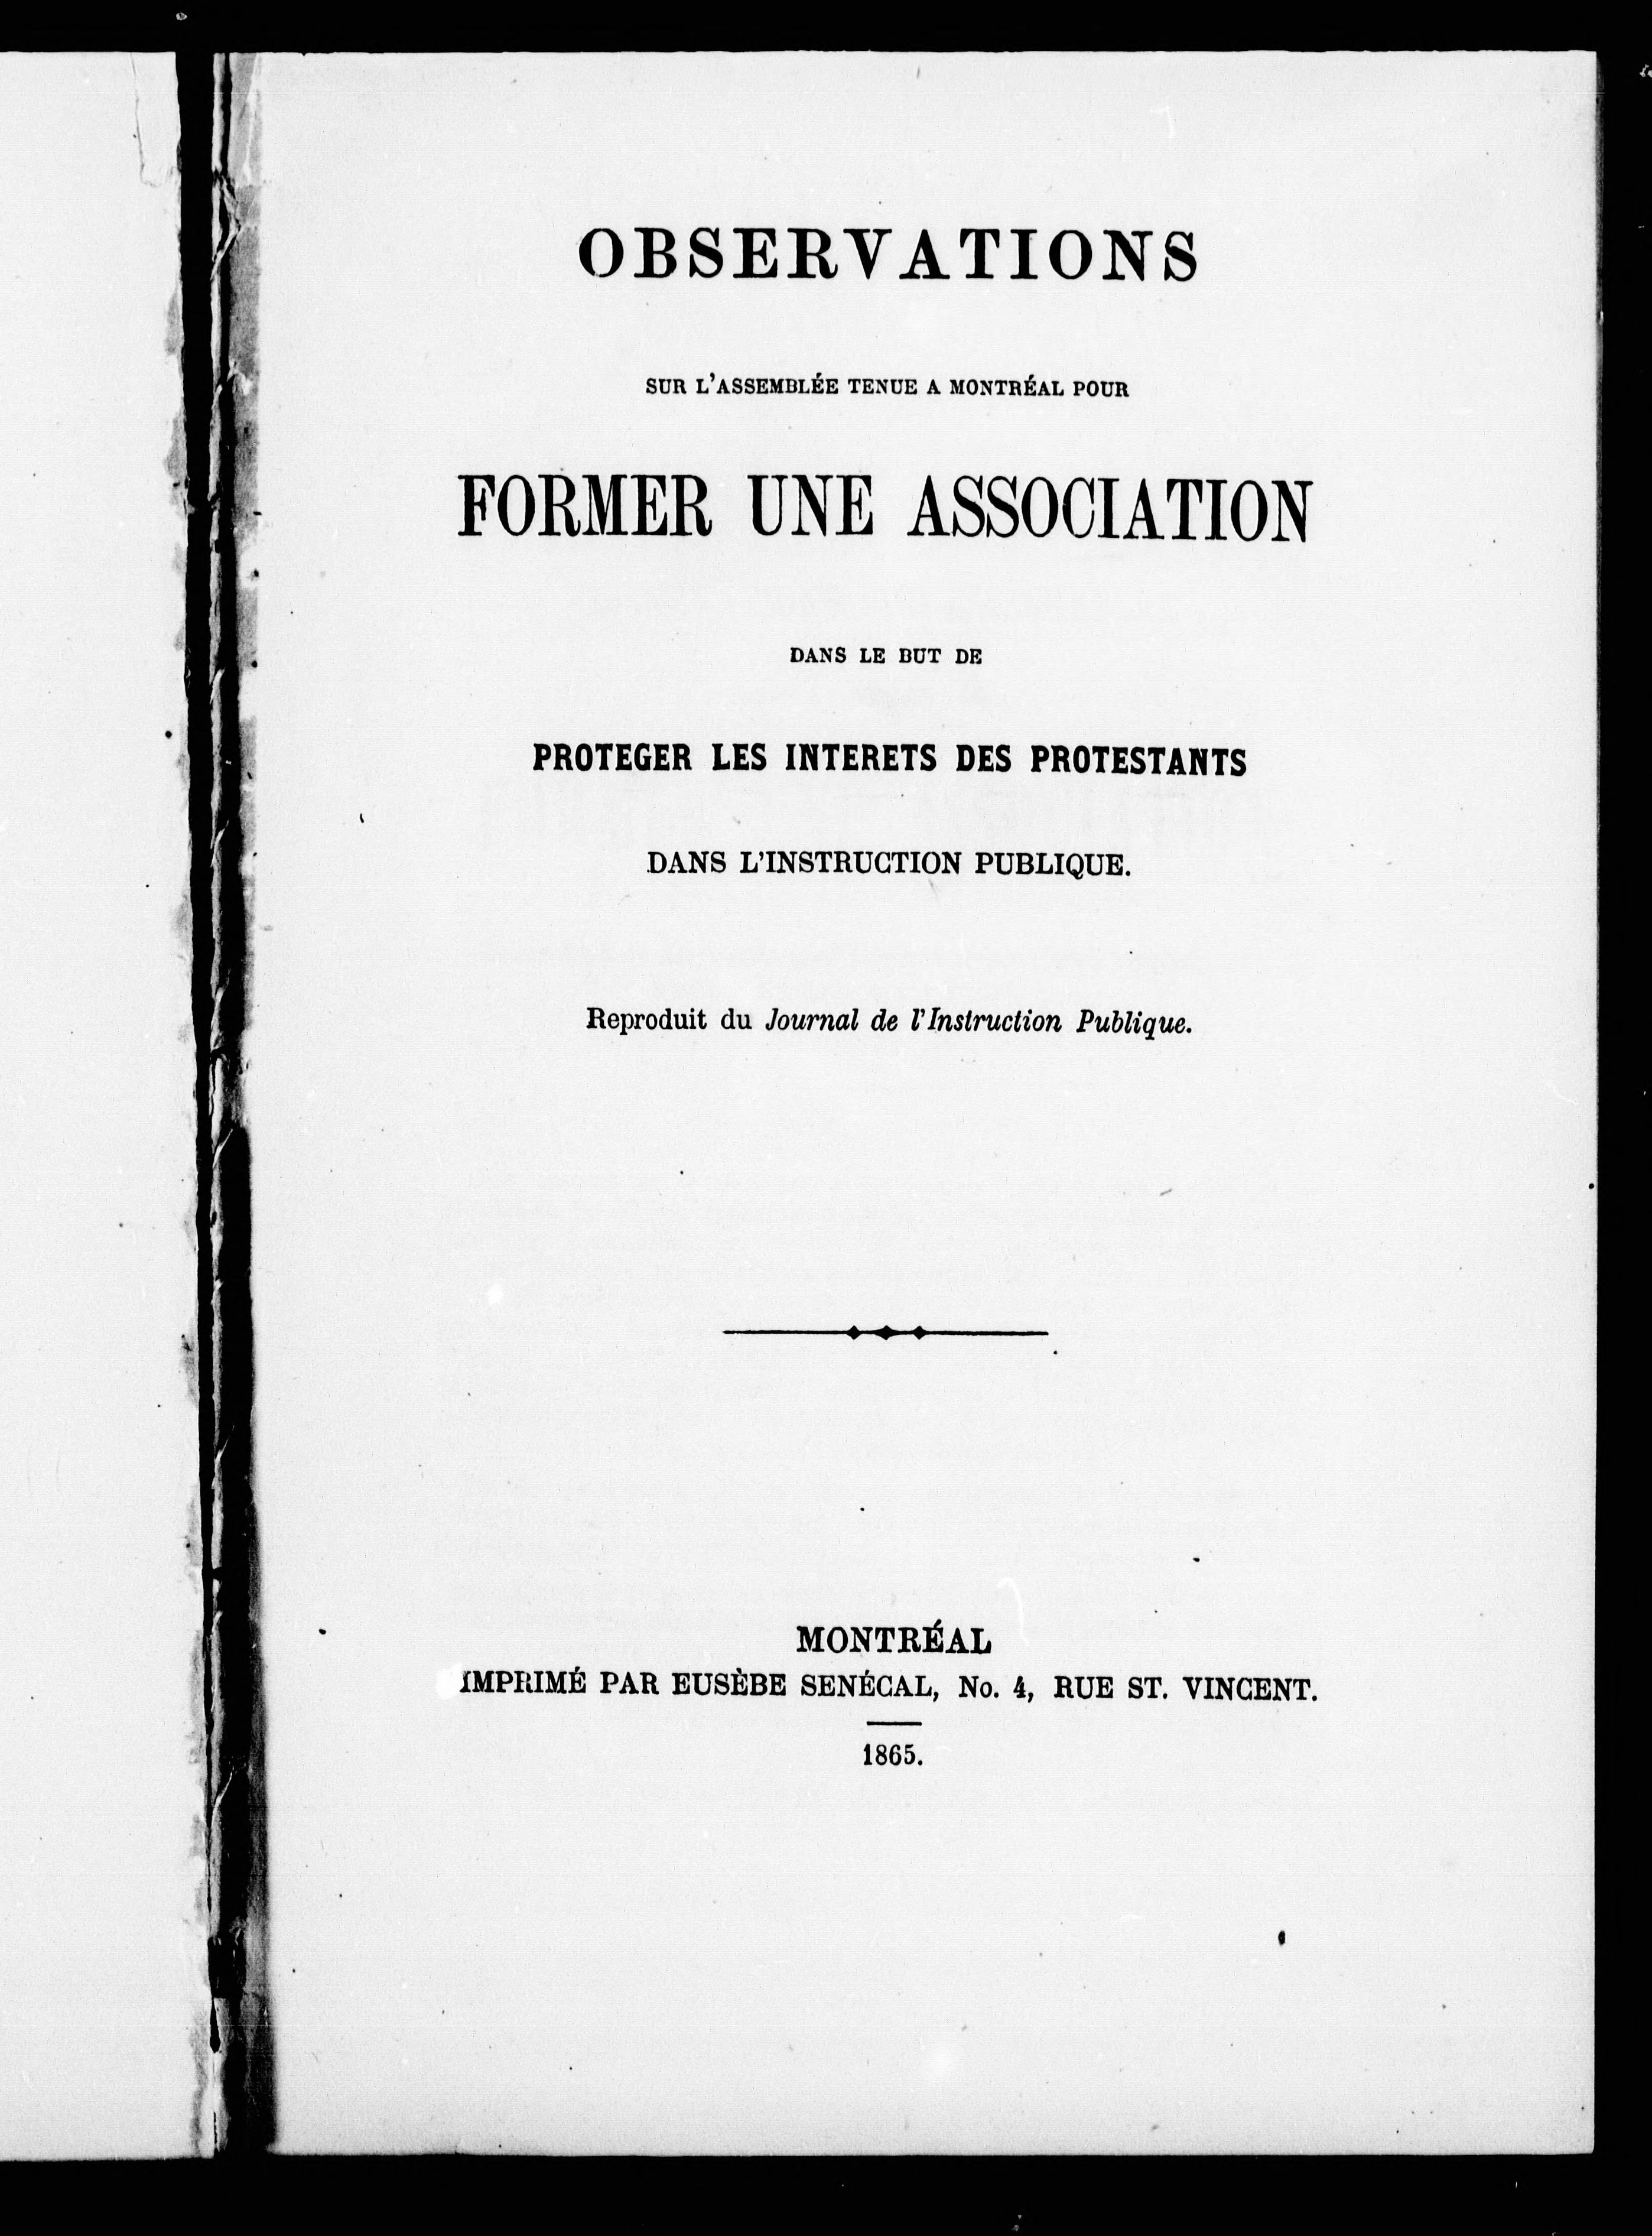 OBSERVATIONS
SUR L'ASSEMBLÉE TENUE A MONTRÉAL POUR
FORMER UNE ASSOCIATION
DANS LE BUT DE
PROTEGER LES INTERETS DES PROTESTANTS
DANS L'INSTRUCTION PUBLIQUE.
Reproduit du Journal de l'Instruction Publique.
MONTRÉAL
IMPRIMÉ PAR EUSÈBE SENÉCAL, No. 4, RUE ST. VINCENT.
1865.